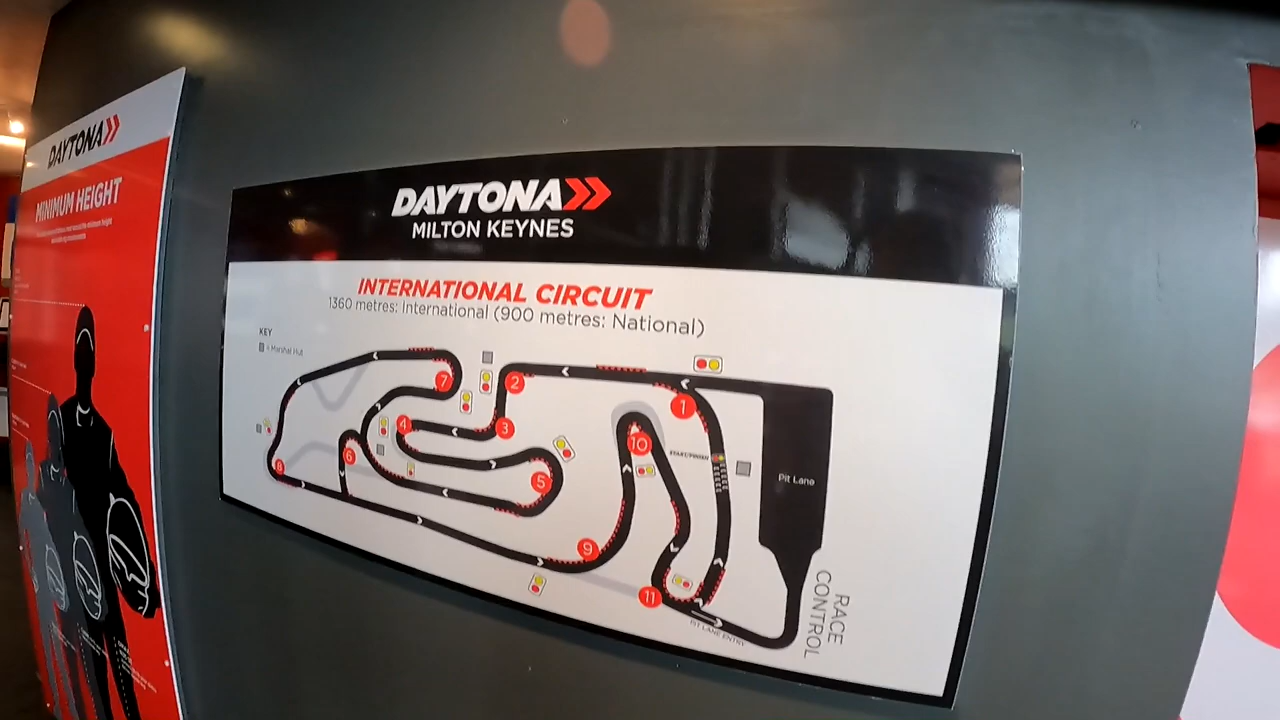 DAYTONA
MINIMUM HEIGHT
DAYTONA
MILTON KEYNES
INTERNATIONAL CIRCUIT
1360 metres: International (900 metres: National)
KEY
= Marshal Hut
7
2
1
4
3
10
START/FINISH
6
8
5
Pit Lane
9
11
PIT LANE ENTRY
RACE
CONTROL